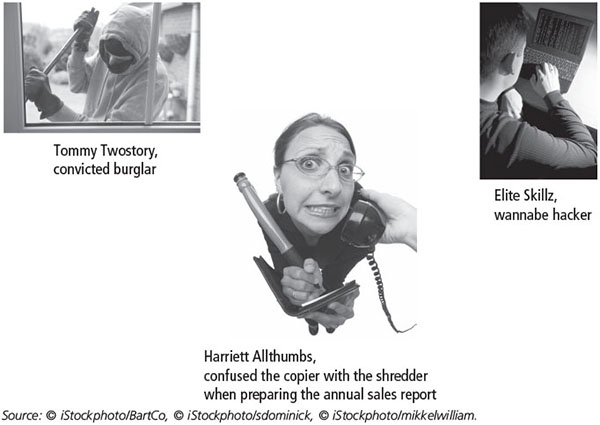 Tommy Twostory,
convicted burglar
Elite Skillz,
wannabe hacker
Harriett Allthumbs,
confused the copier with the shredder
when preparing the annual sales report
Source: © iStockphoto/BartCo, © iStockphoto/sdominick, © iStockphoto/mikkelwilliam.